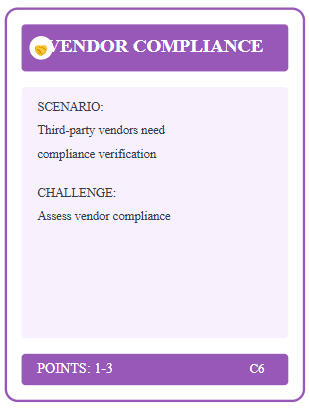 VENDOR COMPLIANCE
SCENARIO:
Third-party vendors need
compliance verification
CHALLENGE:
Assess vendor compliance
POINTS: 1-3 C6